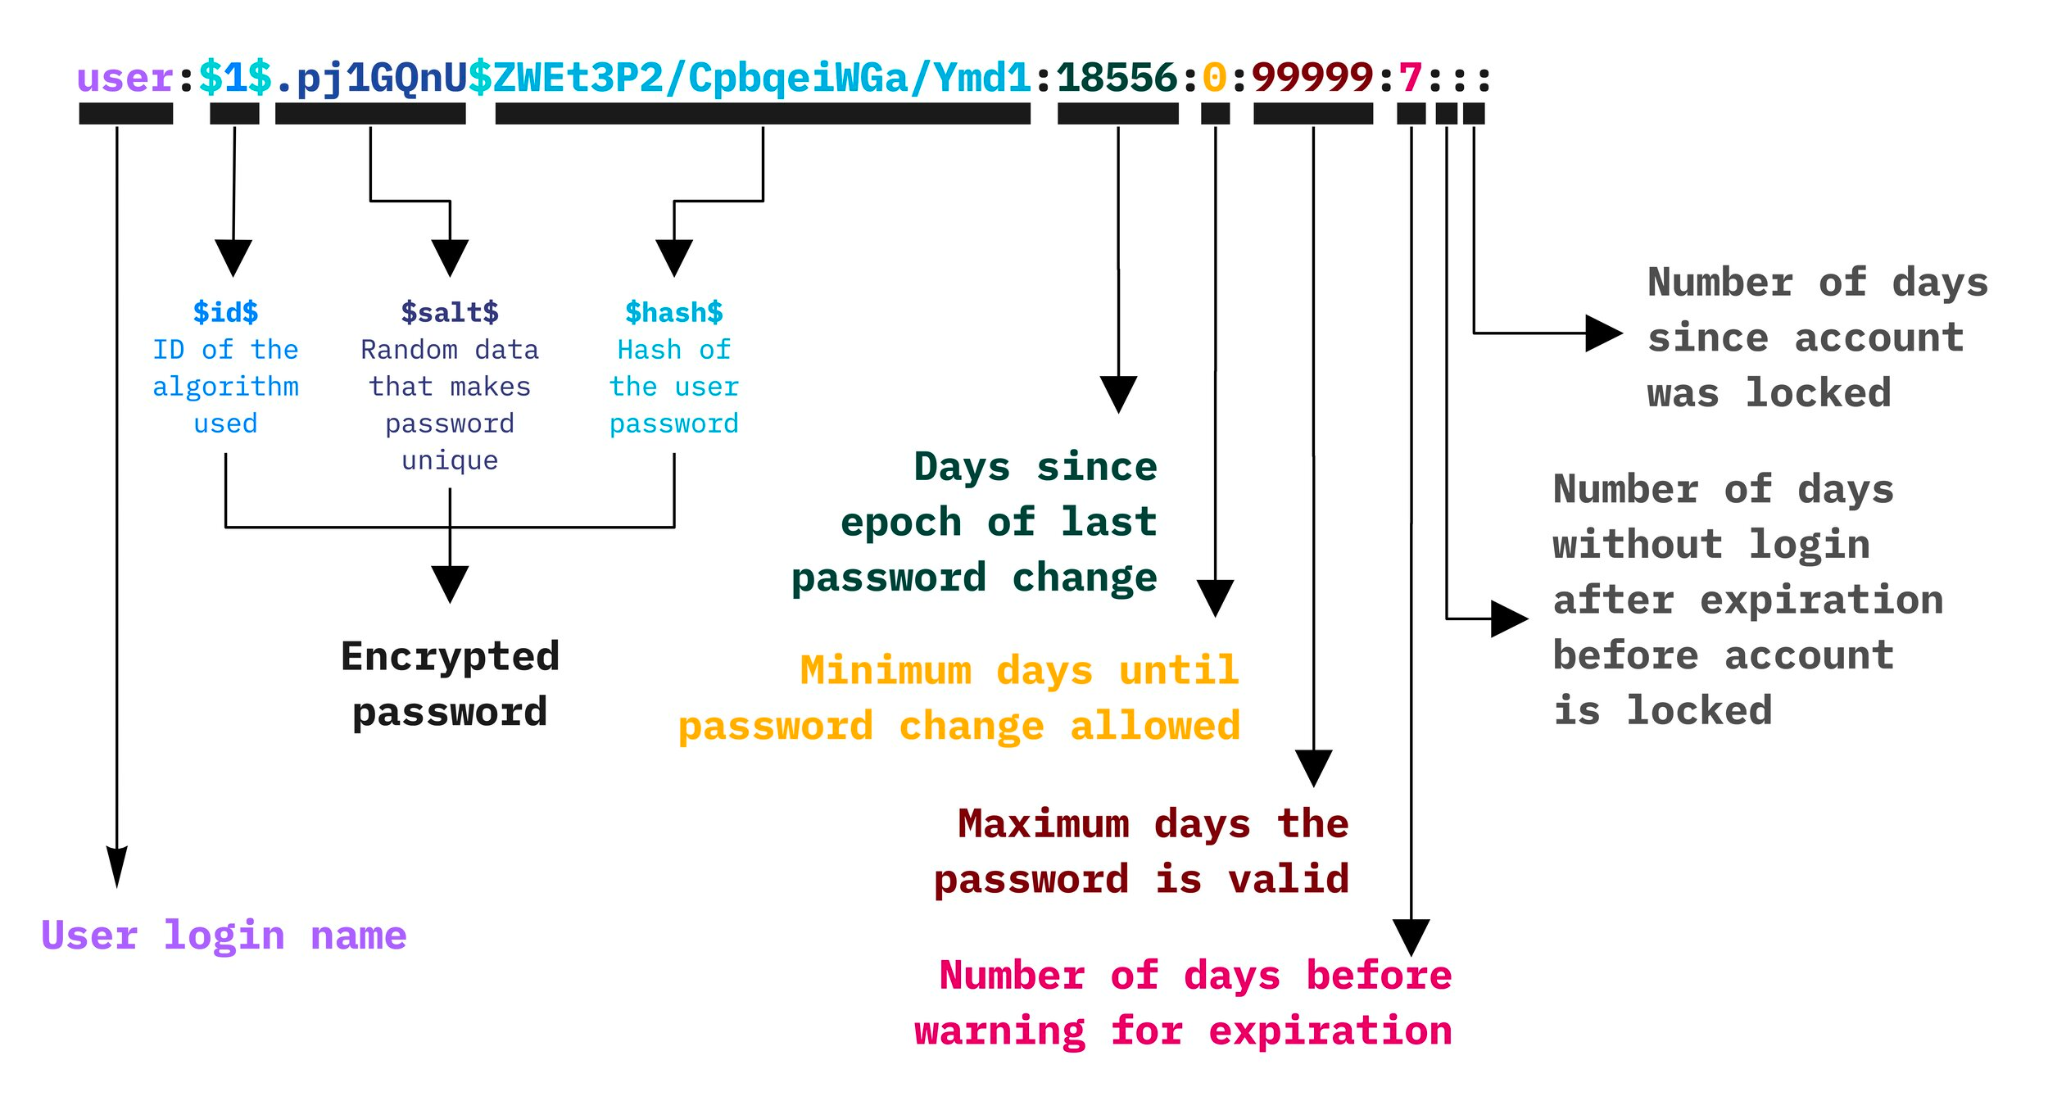 user:$1$.pj1GQnU$ZWEt3P2/CpbqeiWGa/Ymd1:18556:0:99999:7:::
$id$
ID of the
algorithm
used
$salt$
Random data
that makes
password
unique
$hash$
Hash of
the user
password
Encrypted
password
User login name
Days since
epoch of last
password change
Minimum days until
password change allowed
Maximum days the
password is valid
Number of days before
warning for expiration
Number of days
since account
was locked
Number of days
without login
after expiration
before account
is locked